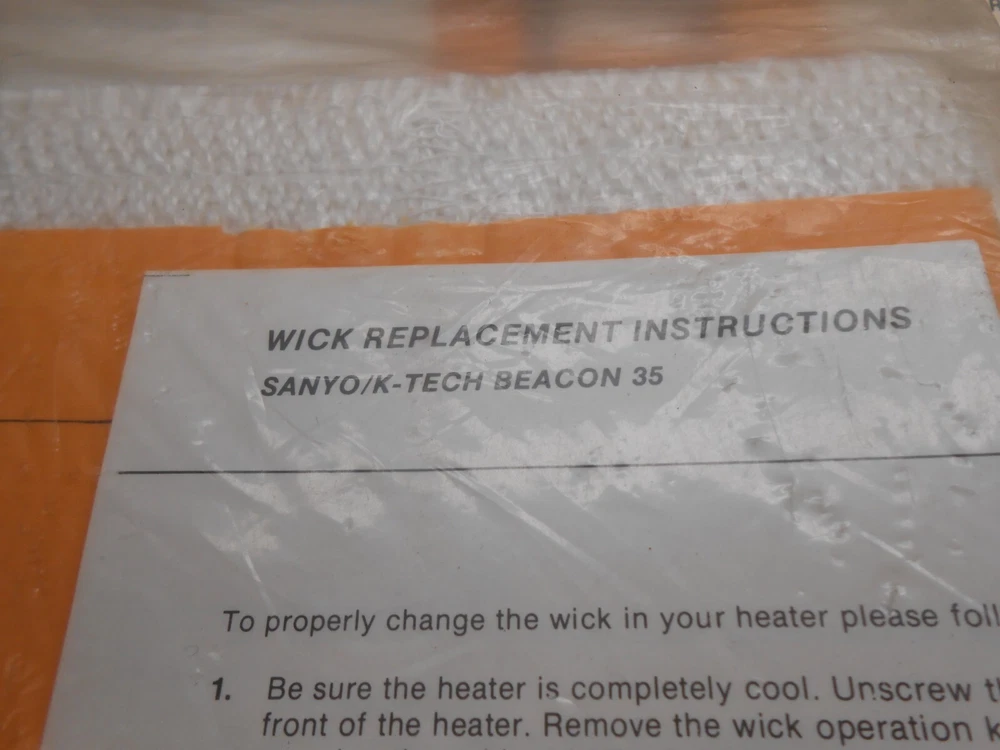 WICK REPLACEMENT INSTRUCTIONS
SANYO/K-TECH BEACON 35
To properly change the wick in your heater please
1. Be sure the heater is completely cool. Unscrew
front of the heater. Remove the wick operation